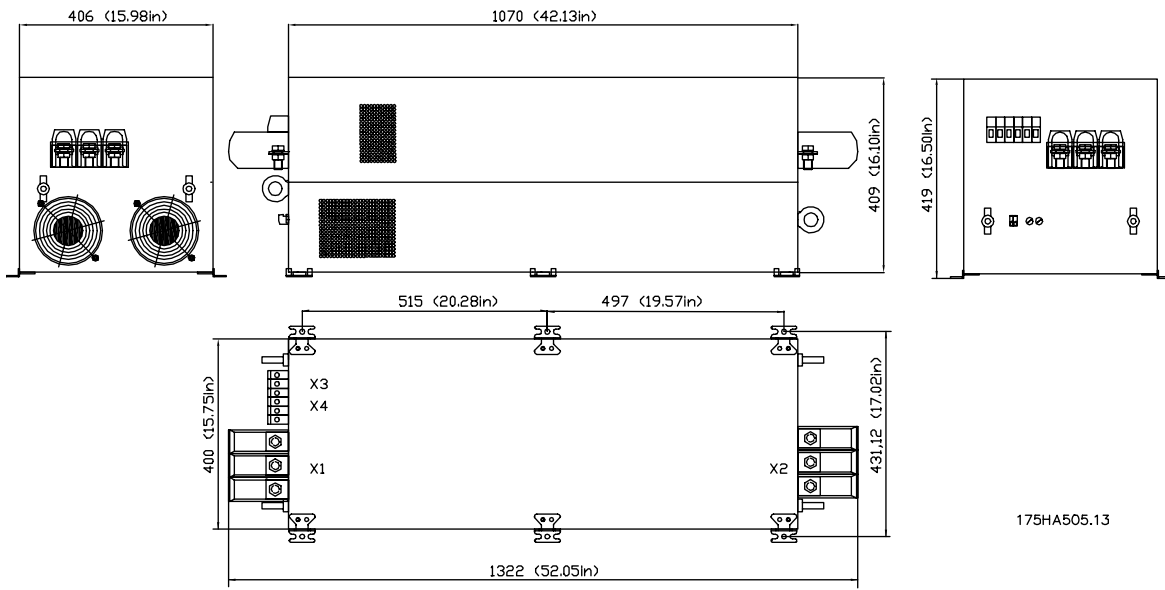 406 (15.98in)
1070 (42.13in)
409 (16.10in)
419 (16.50in)
515 (20.28in)
497 (19.57in)
400 (15.75in)
X3
X4
X1
X2
431,12 (17.02in)
175HA505.13
1322 (52.05in)